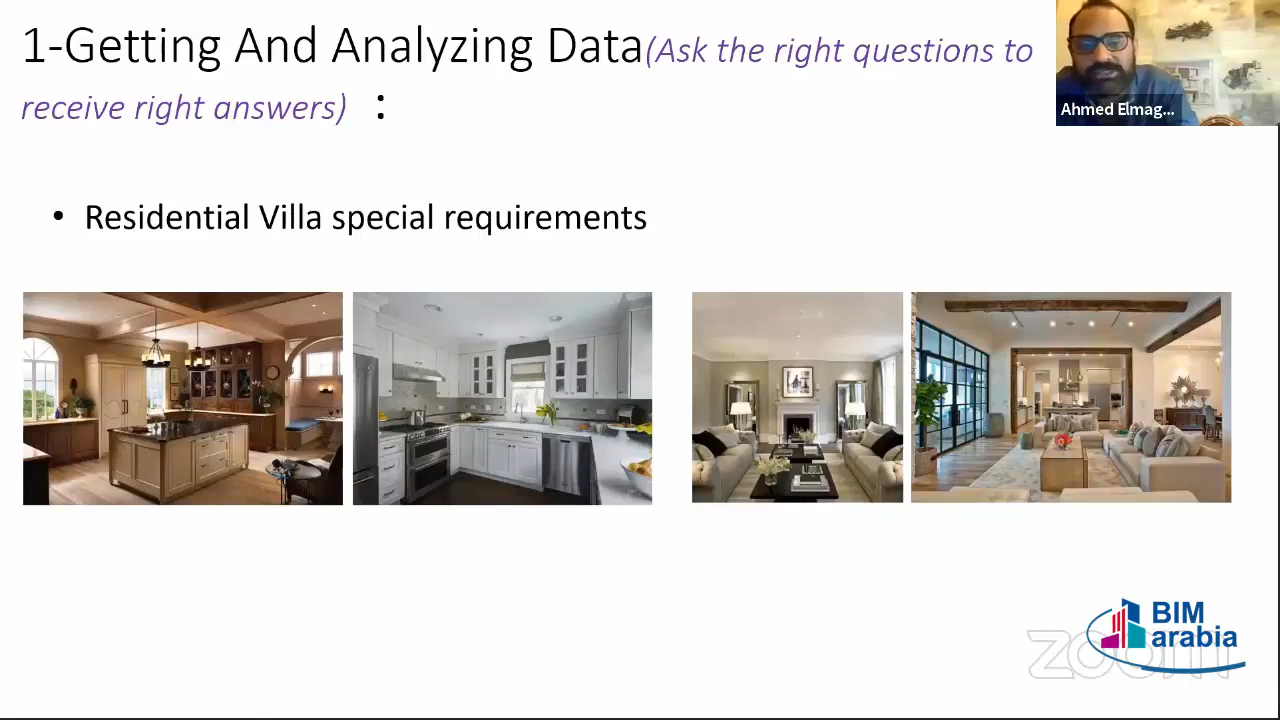 1-Getting And Analyzing Data(Ask the right questions to
receive right answers) :
Ahmed Elmag...
• Residential Villa special requirements
BIM
arabia
zoom